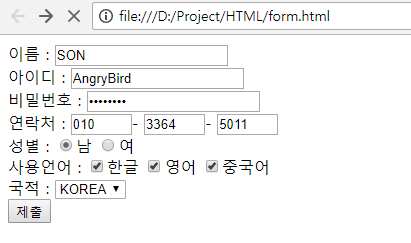 file:///D:/Project/HTML/form.html
이름 : SON
아이디 : AngryBird
비밀번호 : ••••••••
연락처 : 010 - 3364 - 5011
성별 : 남 여
사용언어 : 한글 영어 중국어
국적 : KOREA
제출